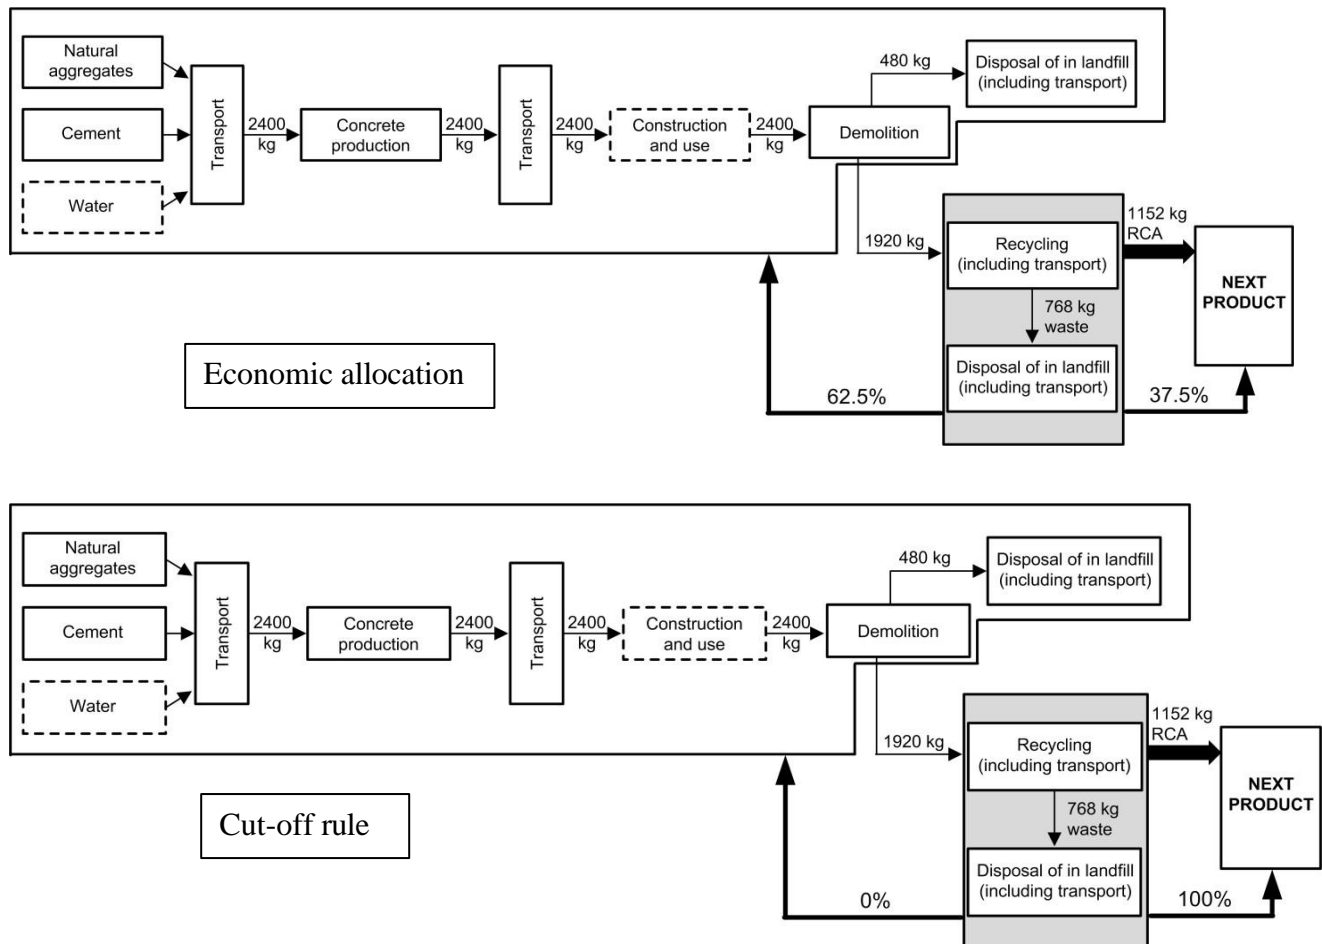 Natural
aggregates
Cement
Water
Transport
2400
kg
Concrete
production
2400
kg
Transport
2400
kg
Construction
and use
2400
kg
Demolition
480 kg
Disposal of in landfill
(including transport)
1920 kg
Recycling
(including transport)
768 kg
waste
Disposal of in landfill
(including transport)
1152 kg
RCA
NEXT
PRODUCT
62.5%
37.5%
Economic allocation
Natural
aggregates
Cement
Water
Transport
2400
kg
Concrete
production
2400
kg
Transport
2400
kg
Construction
and use
2400
kg
Demolition
480 kg
Disposal of in landfill
(including transport)
1920 kg
Recycling
(including transport)
768 kg
waste
Disposal of in landfill
(including transport)
1152 kg
RCA
NEXT
PRODUCT
0%
100%
Cut-off rule